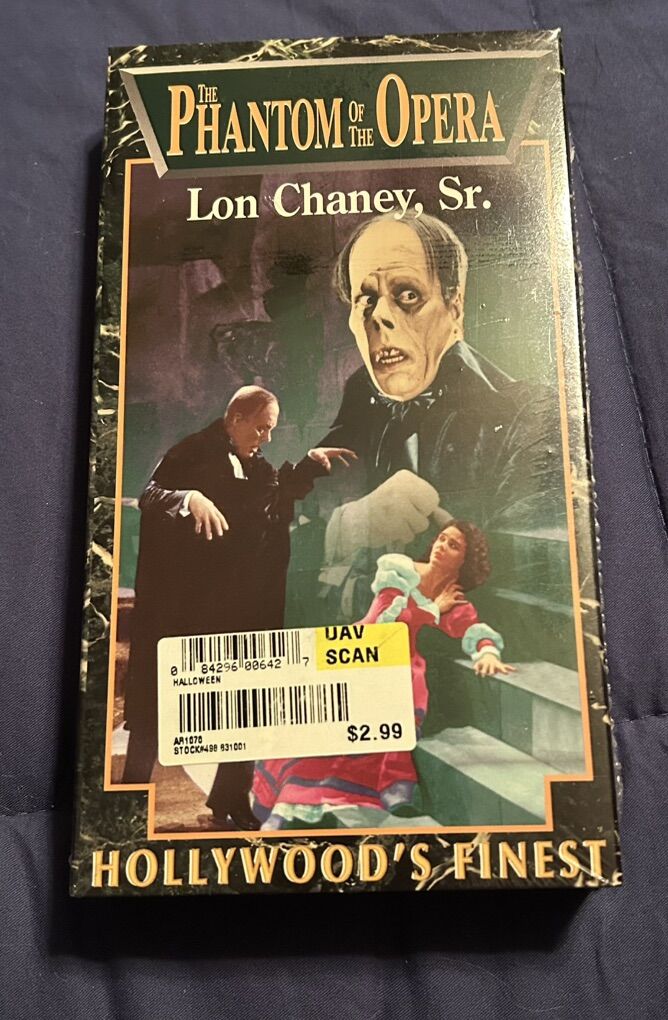 THE PHANTOM OF THE OPERA
Lon Chaney, Sr.
UAV
0 84296 00642 7 SCAN
HALLOWEEN
AR1070
$2.99
STOCK#498 631001
HOLLYWOOD'S FINEST